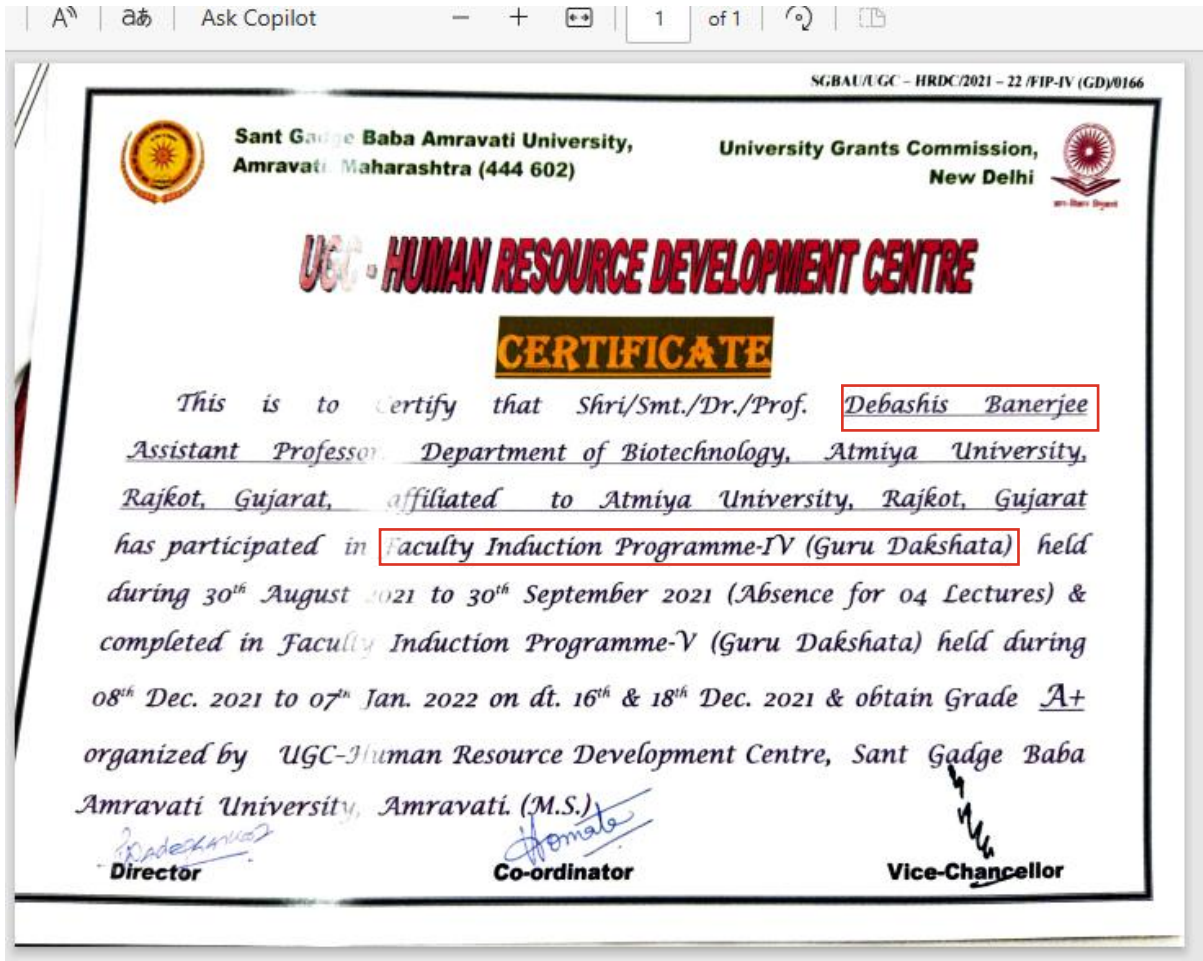 aあ Ask Copilot 1 of 1
SGBAU/UGC – HRDC/2021 – 22 /FIP-IV (GD)/0166
Sant Gadge Baba Amravati University, University Grants Commission,
Amravati Maharashtra (444 602) New Delhi
UGC - HUMAN RESOURCE DEVELOPMENT CENTRE
CERTIFICATE
This is to Certify that Shri/Smt./Dr./Prof. Debashis Banerjee
Assistant Professor, Department of Biotechnology, Atmiya University,
Rajkot, Gujarat, affiliated to Atmiya University, Rajkot, Gujarat
has participated in Faculty Induction Programme-IV (Guru Dakshata) held
during 30th August 2021 to 30th September 2021 (Absence for 04 Lectures) &
completed in Faculty Induction Programme-V (Guru Dakshata) held during
08th Dec. 2021 to 07th Jan. 2022 on dt. 16th & 18th Dec. 2021 & obtain Grade A+
organized by UGC-Human Resource Development Centre, Sant Gadge Baba
Amravati University, Amravati. (M.S.)
Director Co-ordinator Vice-Chancellor